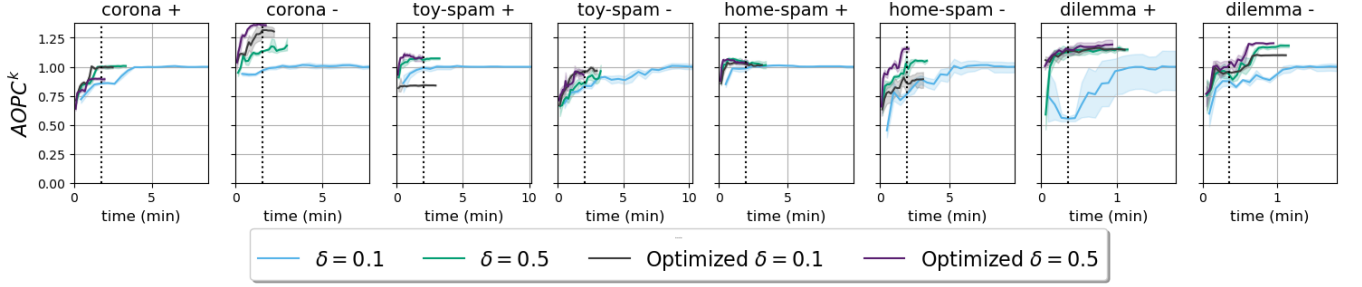 corona + corona - toy-spam + toy-spam - home-spam + home-spam - dilemma + dilemma -
AOPC^k
1.25
1.00
0.75
0.50
0.25
0.00
0 5 0 5 0 5 10 0 5 10 0 5 0 5 0 1 0 1
time (min) time (min) time (min) time (min) time (min) time (min) time (min) time (min)
δ = 0.1 δ = 0.5 Optimized δ = 0.1 Optimized δ = 0.5